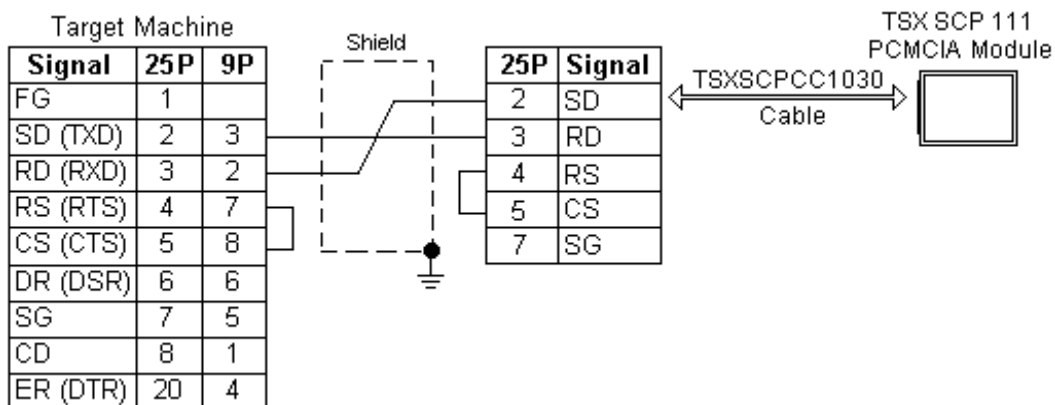 Target Machine
Signal 25P 9P
FG 1
SD (TXD) 2 3
RD (RXD) 3 2
RS (RTS) 4 7
CS (CTS) 5 8
DR (DSR) 6 6
SG 7 5
CD 8 1
ER (DTR) 20 4
Shield
25P Signal
2 SD
3 RD
4 RS
5 CS
7 SG
TSXSCPCC1030
Cable
TSX SCP 111
PCMCIA Module